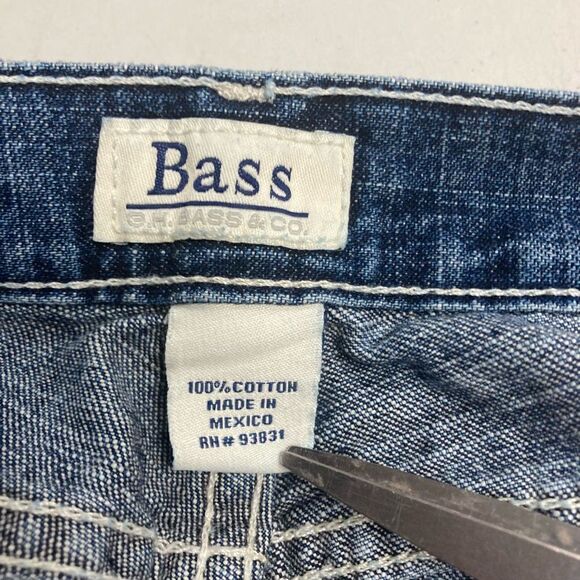 Bass
G.H. BASS & CO.
100% COTTON
MADE IN
MEXICO
RN# 93831